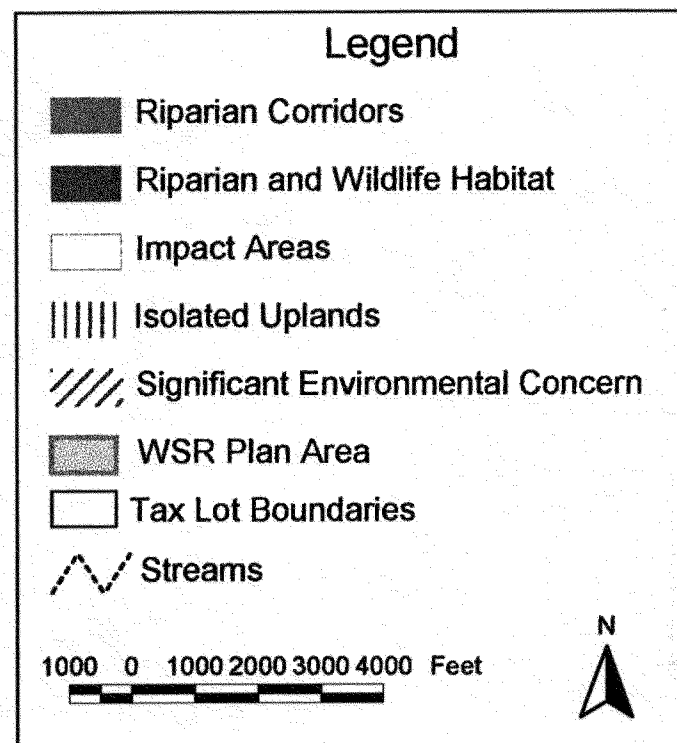 Legend
Riparian Corridors
Riparian and Wildlife Habitat
Impact Areas
Isolated Uplands
Significant Environmental Concern
WSR Plan Area
Tax Lot Boundaries
Streams
N
1000 0 1000 2000 3000 4000 Feet